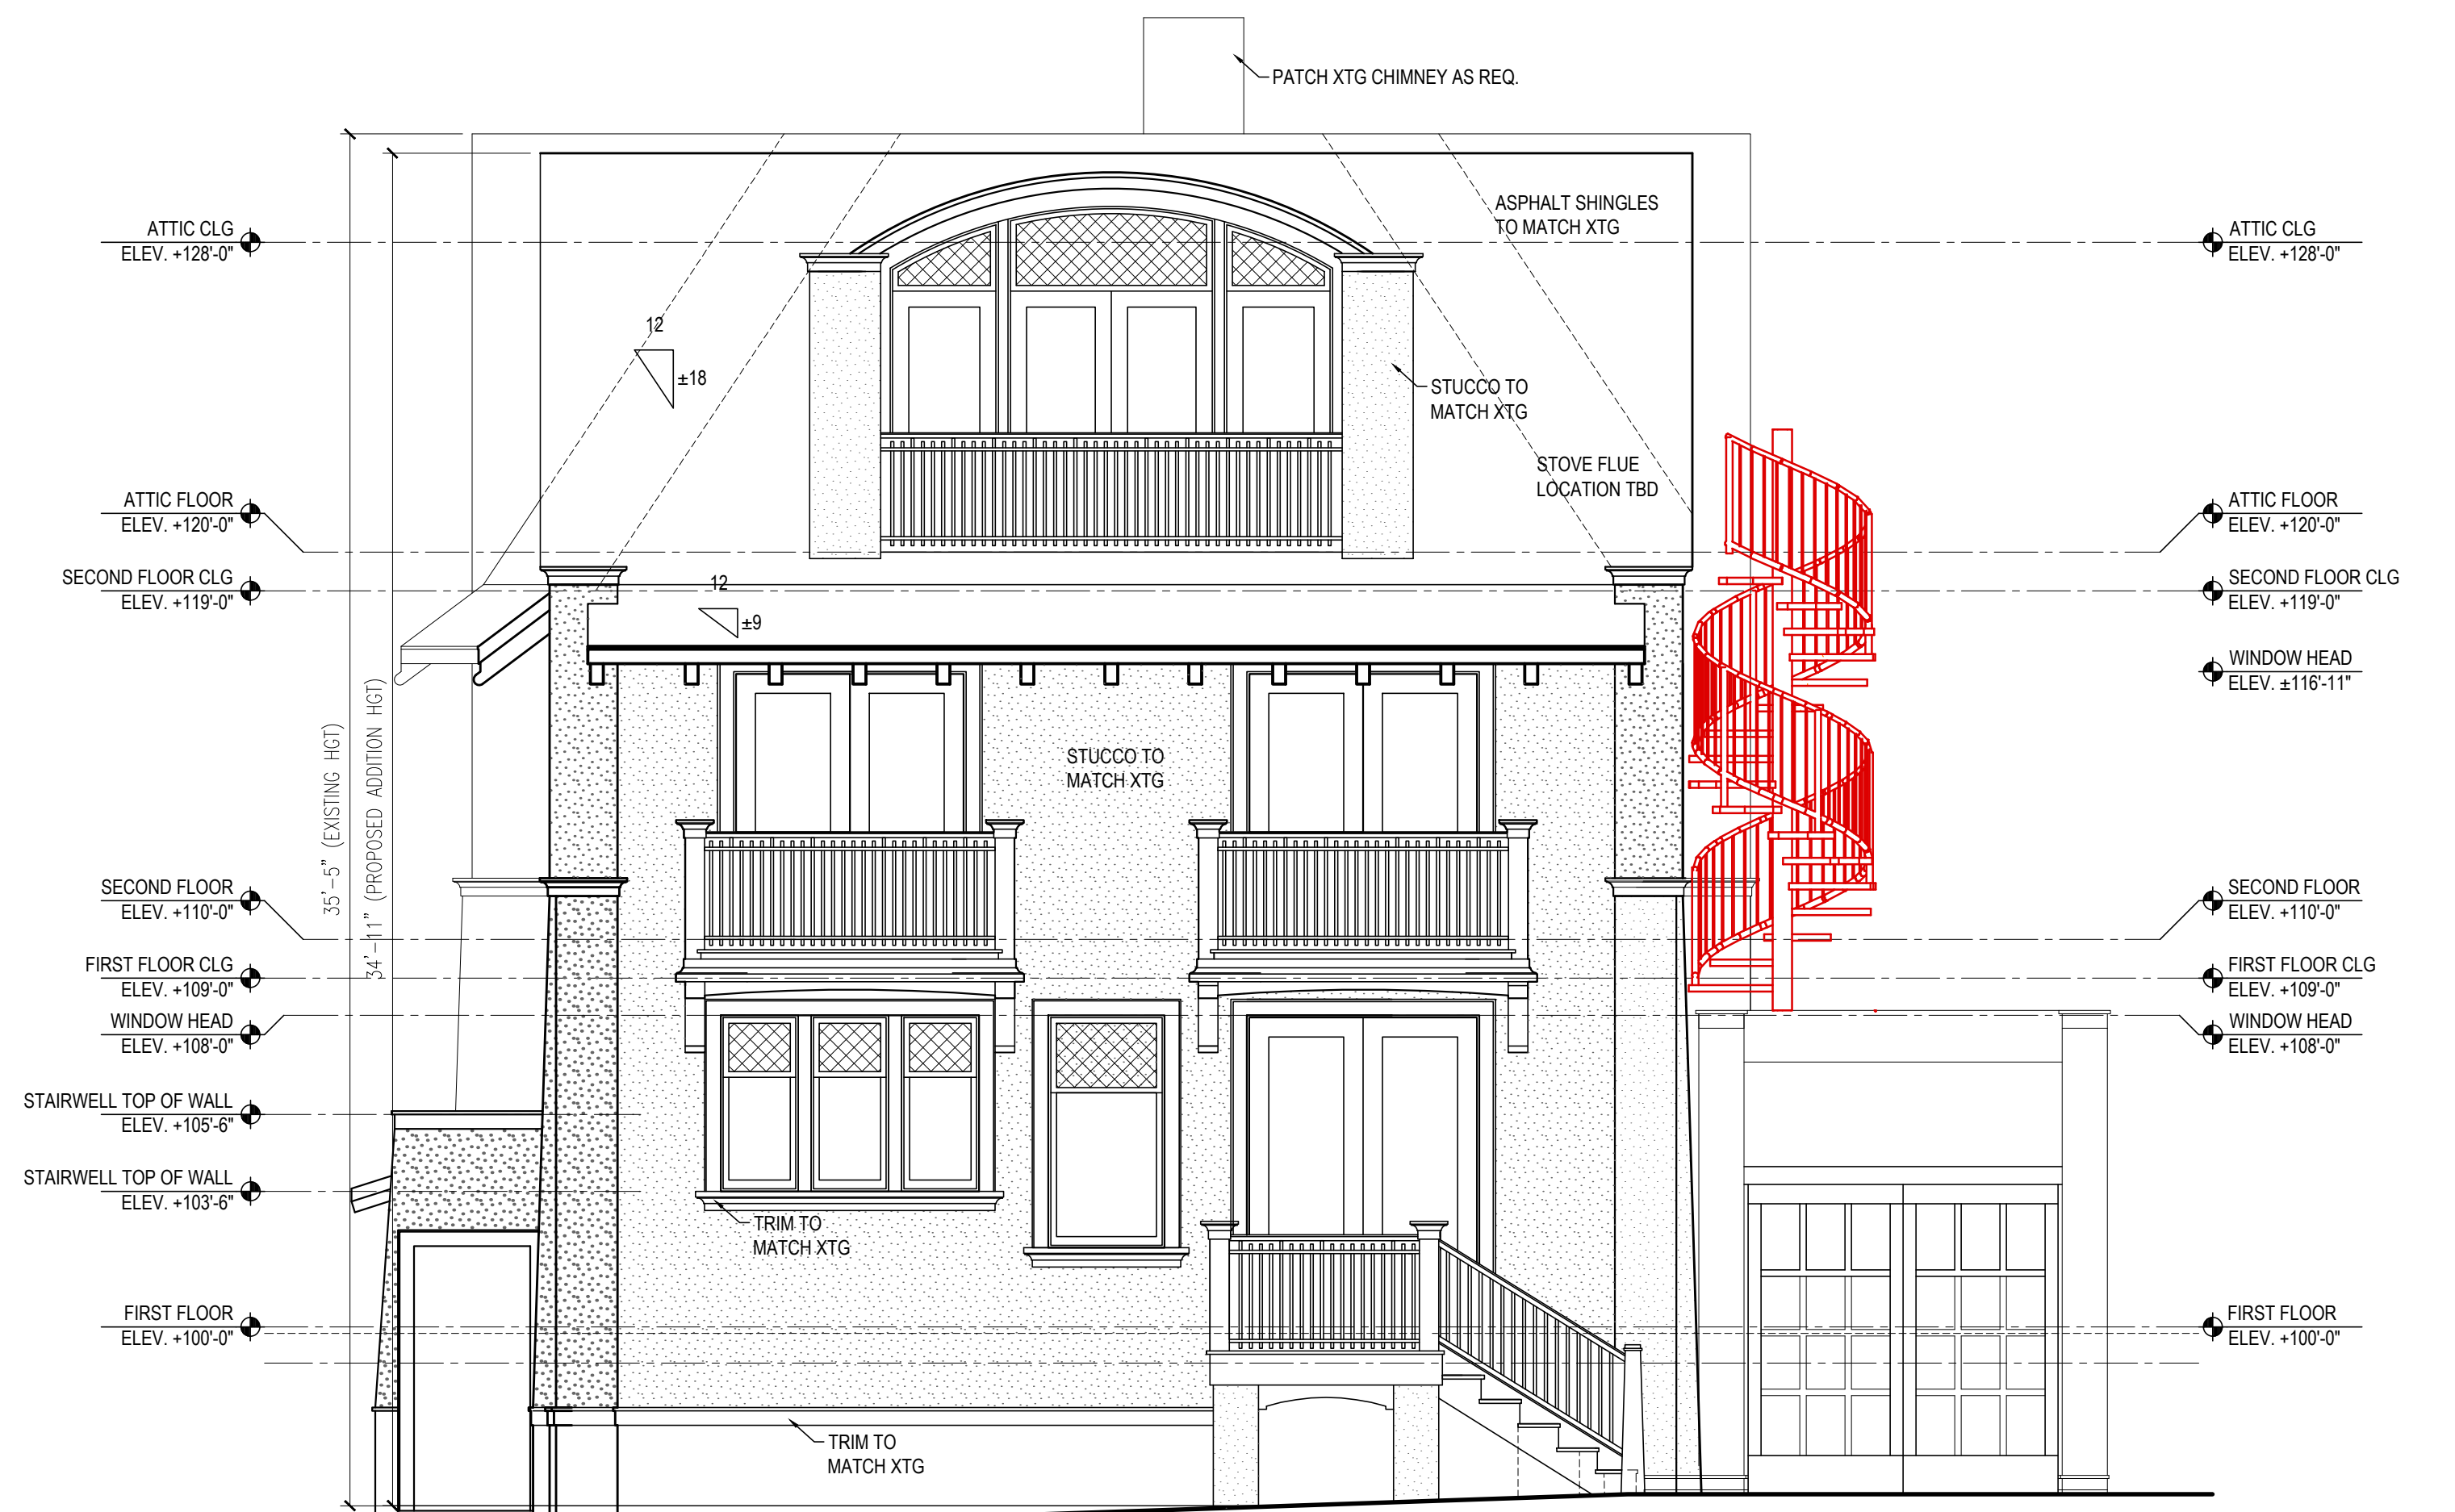 PATCH XTG CHIMNEY AS REQ.
ASPHALT SHINGLES
TO MATCH XTG
ATTIC CLG
ELEV. +128'-0"
ATTIC CLG
ELEV. +128'-0"
12
±18
STUCCO TO
MATCH XTG
STOVE FLUE
LOCATION TBD
ATTIC FLOOR
ELEV. +120'-0"
ATTIC FLOOR
ELEV. +120'-0"
SECOND FLOOR CLG
ELEV. +119'-0"
12
±9
SECOND FLOOR CLG
ELEV. +119'-0"
WINDOW HEAD
ELEV. ±116'-11"
35'-5" (EXISTING HGT)
34'-11" (PROPOSED ADDITION HGT)
STUCCO TO
MATCH XTG
SECOND FLOOR
ELEV. +110'-0"
SECOND FLOOR
ELEV. +110'-0"
FIRST FLOOR CLG
ELEV. +109'-0"
FIRST FLOOR CLG
ELEV. +109'-0"
WINDOW HEAD
ELEV. +108'-0"
WINDOW HEAD
ELEV. +108'-0"
STAIRWELL TOP OF WALL
ELEV. +105'-6"
STAIRWELL TOP OF WALL
ELEV. +103'-6"
TRIM TO
MATCH XTG
FIRST FLOOR
ELEV. +100'-0"
FIRST FLOOR
ELEV. +100'-0"
TRIM TO
MATCH XTG